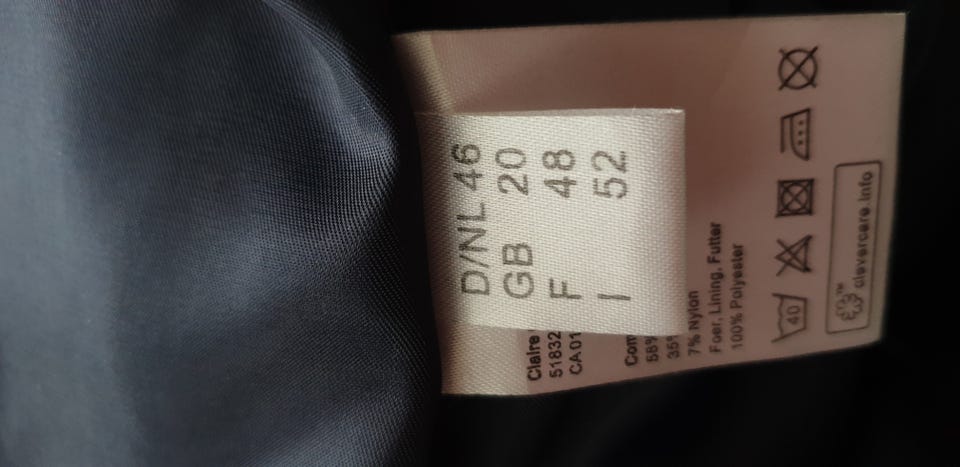 D/NL 46
GB 20
F 48
I 52
Claire
51832
CA01
7% Nylon
Foer, Lining, Futter
100% Polyester
40
clevercare.info